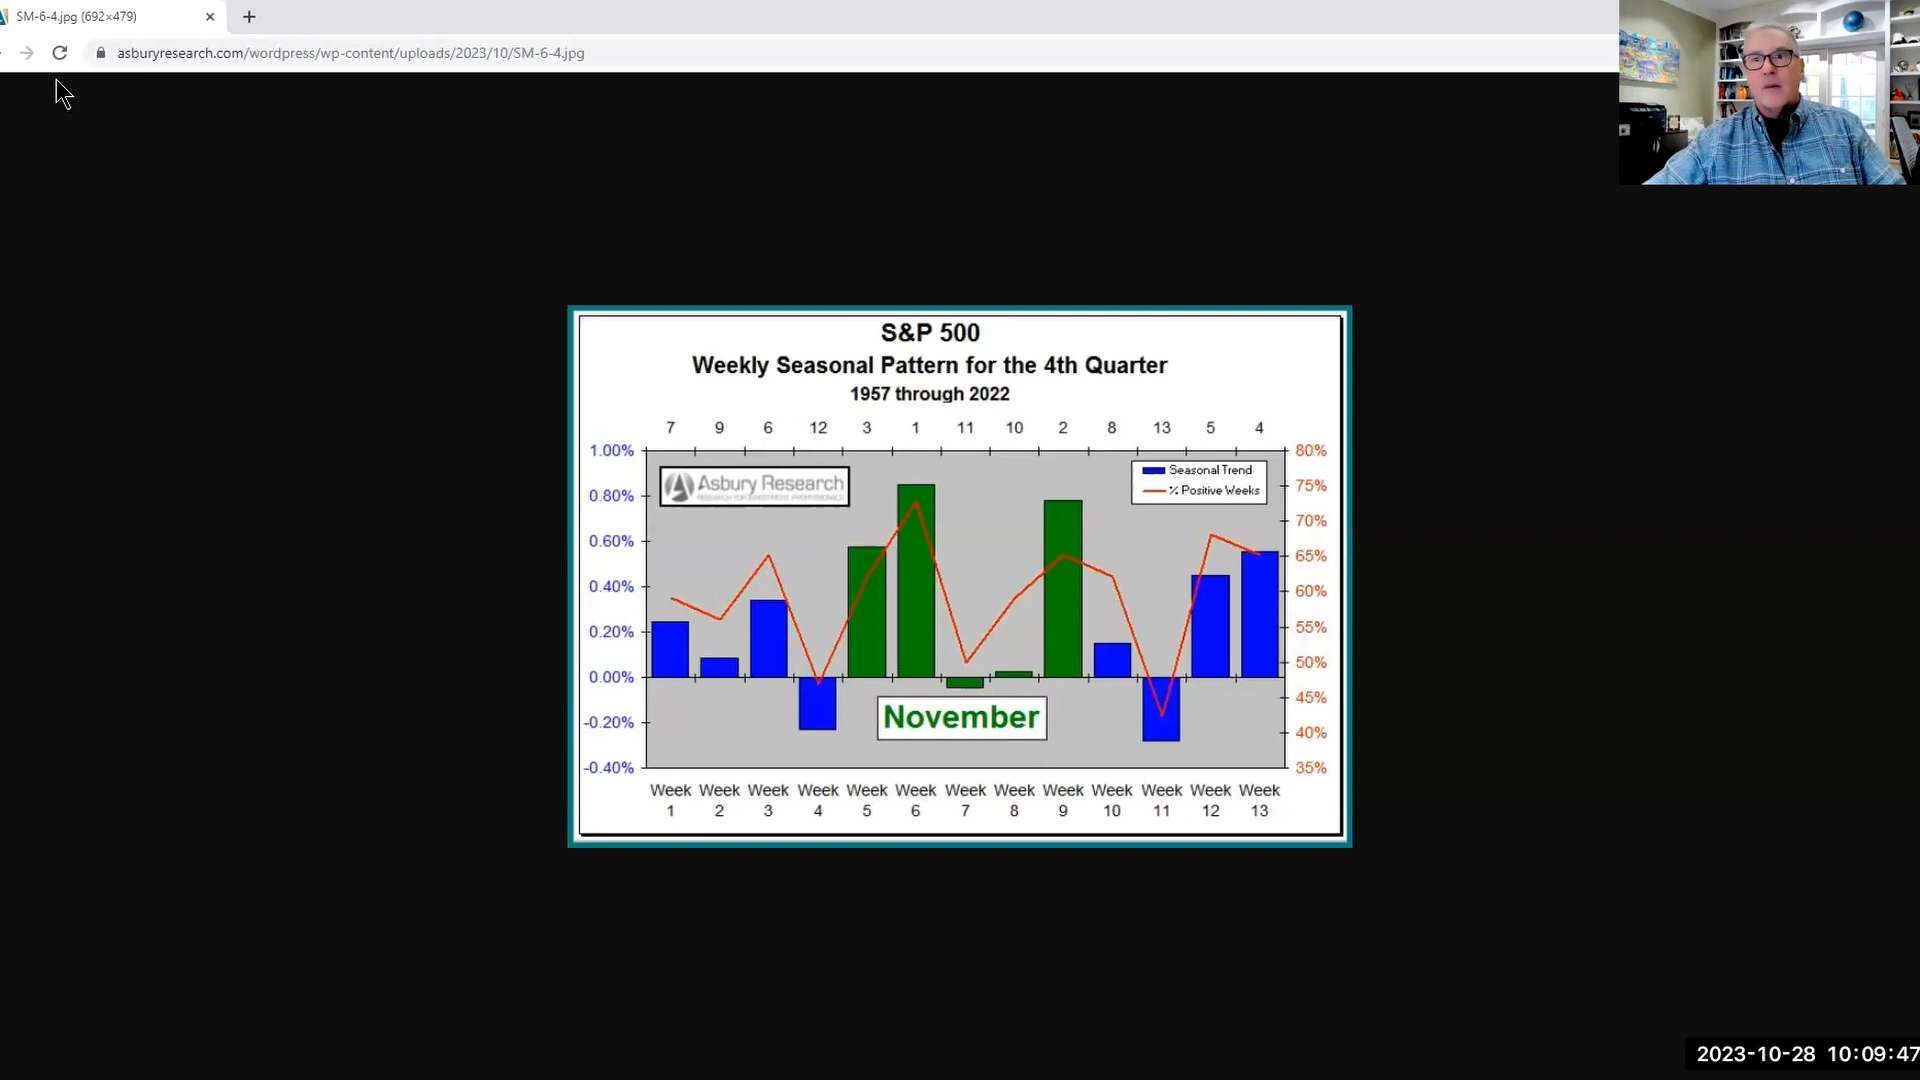 SM-6-4.jpg (692×479)
asburyresearch.com/wordpress/wp-content/uploads/2023/10/SM-6-4.jpg
S&P 500
Weekly Seasonal Pattern for the 4th Quarter
1957 through 2022
7 9 6 12 3 1 11 10 2 8 13 5 4
1.00% 80%
Asbury Research
RESEARCH FOR INVESTMENT PROFESSIONALS
Seasonal Trend
% Positive Weeks
0.80% 75%
70%
0.60% 65%
0.40% 60%
0.20% 55%
0.00% 50%
45%
November
-0.20% 40%
-0.40% 35%
Week Week Week Week Week Week Week Week Week Week Week Week Week
1 2 3 4 5 6 7 8 9 10 11 12 13
2023-10-28 10:09:47